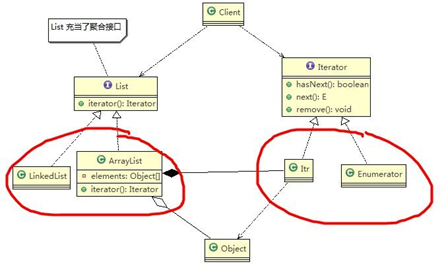 List 充当了聚合接口
C Client
I List
iterator(): Iterator
I Iterator
hasNext(): boolean
next(): E
remove(): void
C LinkedList
C ArrayList
elements: Object[]
iterator(): Iterator
C Itr
C Enumerator
C Object